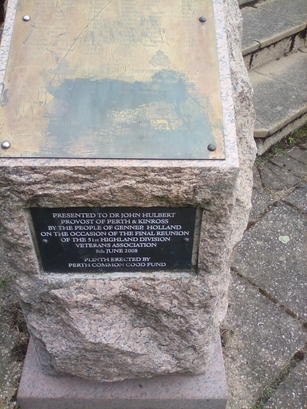 PRESENTED TO DR JOHN HULBERT
PROVOST OF PERTH & KINROSS
BY THE PEOPLE OF GENNEP, HOLLAND
ON THE OCCASION OF THE FINAL REUNION
OF THE 51st HIGHLAND DIVISION
VETERANS ASSOCIATION
8th JUNE 2008
PLINTH ERECTED BY
PERTH COMMON GOOD FUND